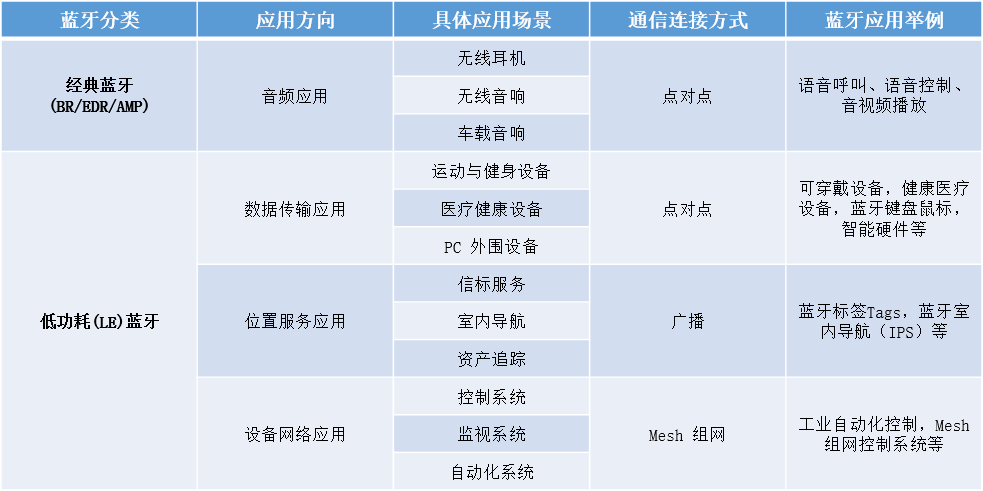 蓝牙分类 应用方向 具体应用场景 通信连接方式 蓝牙应用举例
经典蓝牙
(BR/EDR/AMP)
音频应用
无线耳机
无线音响
车载音响
点对点
语音呼叫、语音控制、
音视频播放
低功耗(LE)蓝牙
数据传输应用
运动与健身设备
医疗健康设备
PC 外围设备
点对点
可穿戴设备，健康医疗
设备，蓝牙键盘鼠标，
智能硬件等
位置服务应用
信标服务
室内导航
资产追踪
广播
蓝牙标签Tags，蓝牙室
内导航（IPS）等
设备网络应用
控制系统
监视系统
自动化系统
Mesh 组网
工业自动化控制，Mesh
组网控制系统等